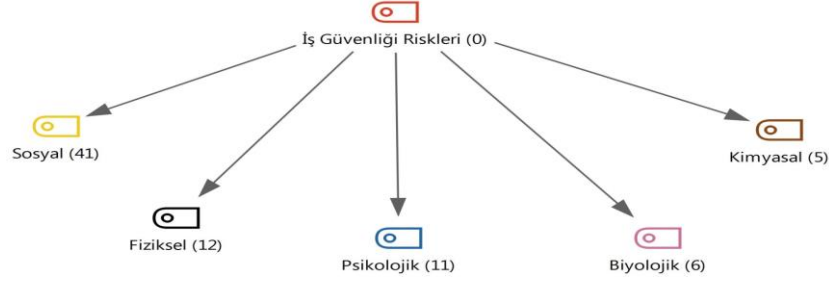 İş Güvenliği Riskleri (0)
Sosyal (41)
Kimyasal (5)
Fiziksel (12)
Psikolojik (11)
Biyolojik (6)